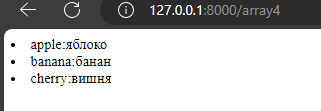 127.0.0.1:8000/array4
• apple:яблоко
• banana:банан
• cherry:вишня